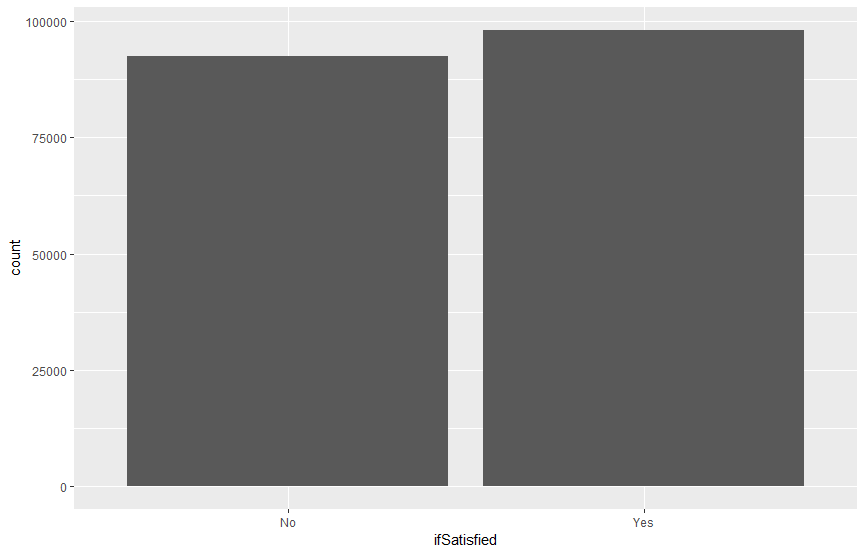 100000
75000
50000
25000
0
count
No
Yes
ifSatisfied